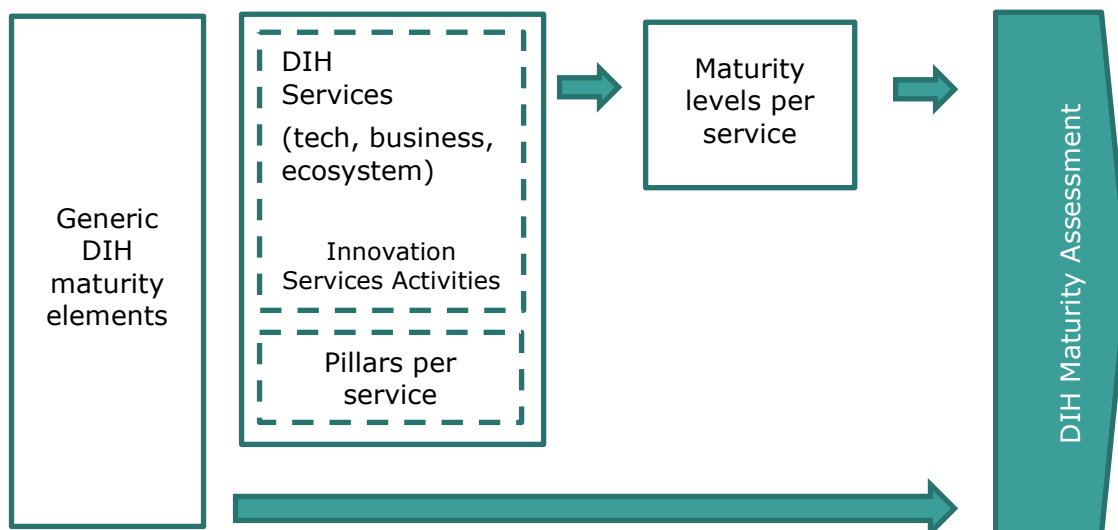 Generic
DIH
maturity
elements
DIH
Services
(tech, business,
ecosystem)
Innovation
Services Activities
Pillars per
service
Maturity
levels per
service
DIH Maturity Assessment